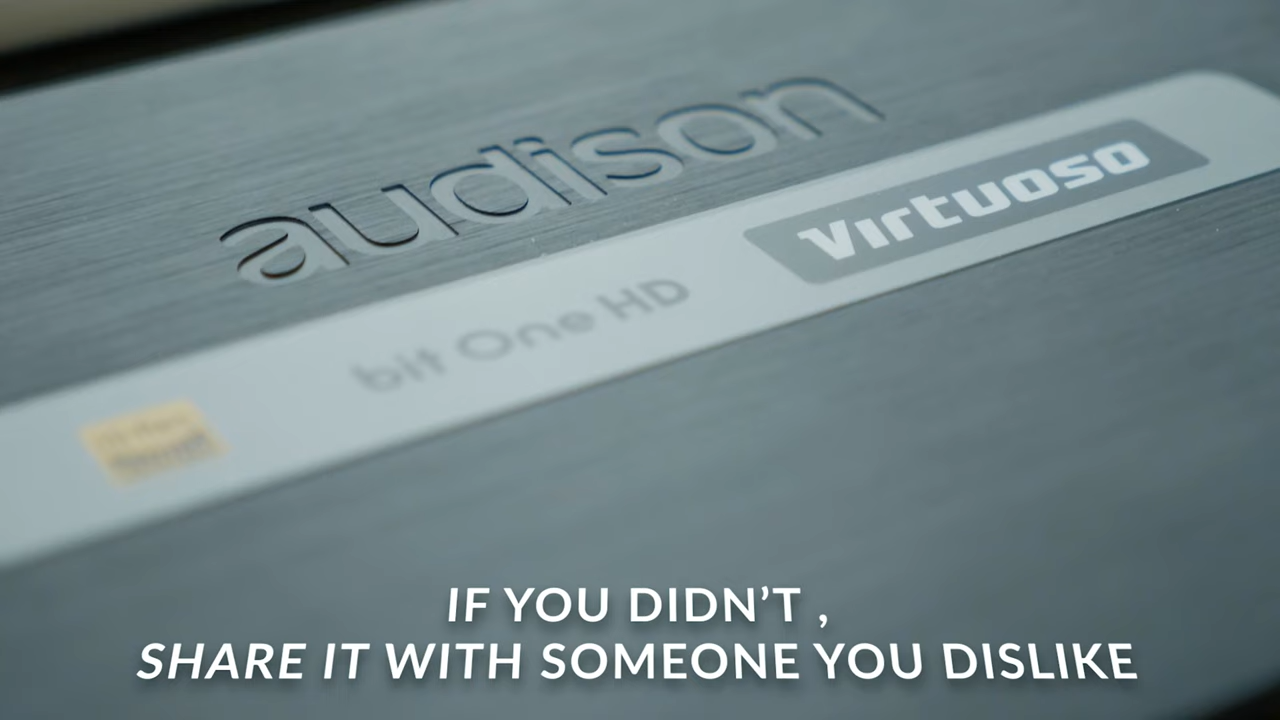 audison
Virtuoso
bit One HD
IF YOU DIDN'T ,
SHARE IT WITH SOMEONE YOU DISLIKE